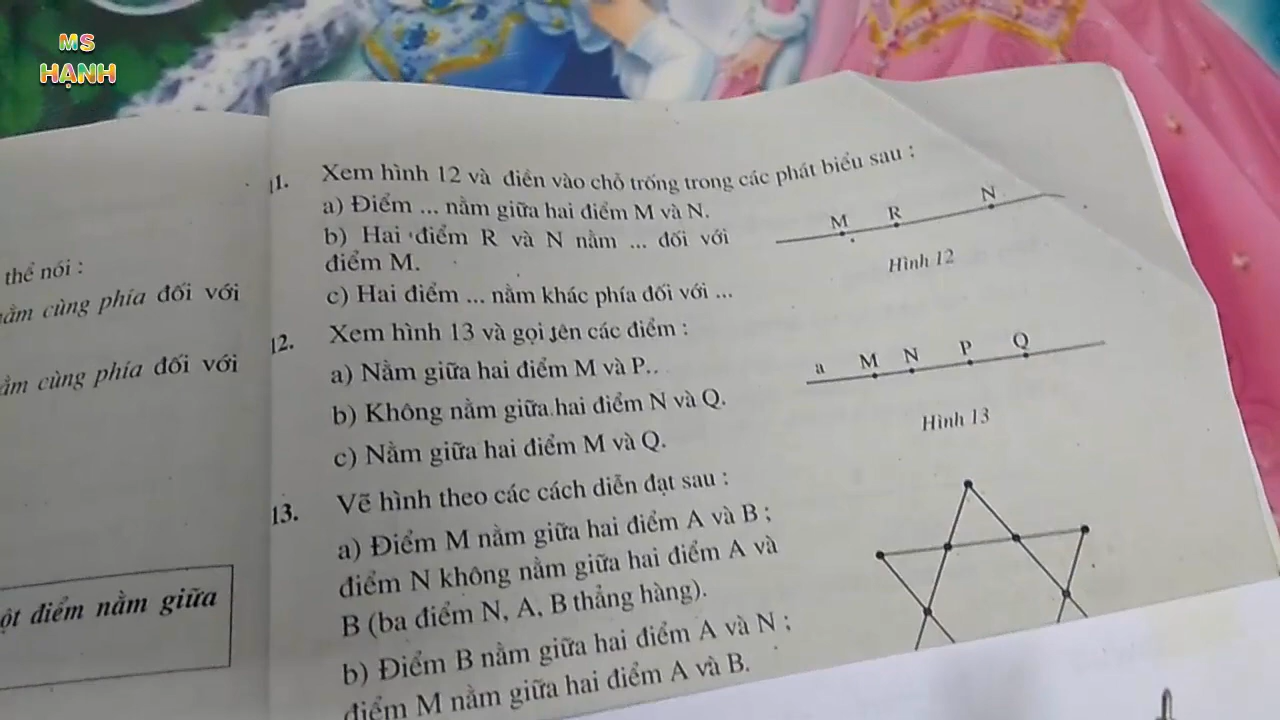 MS
HẠNH
11. Xem hình 12 và điền vào chỗ trống trong các phát biểu sau :
a) Điểm ... nằm giữa hai điểm M và N.
b) Hai điểm R và N nằm ... đối với
điểm M.
c) Hai điểm ... nằm khác phía đối với ...
M R N
Hình 12
12. Xem hình 13 và gọi tên các điểm :
a) Nằm giữa hai điểm M và P..
b) Không nằm giữa hai điểm N và Q.
c) Nằm giữa hai điểm M và Q.
a M N P Q
Hình 13
13. Vẽ hình theo các cách diễn đạt sau :
a) Điểm M nằm giữa hai điểm A và B ;
điểm N không nằm giữa hai điểm A và
B (ba điểm N, A, B thẳng hàng).
b) Điểm B nằm giữa hai điểm A và N ;
điểm M nằm giữa hai điểm A và B.
thể nói :
nằm cùng phía đối với
nằm cùng phía đối với
một điểm nằm giữa